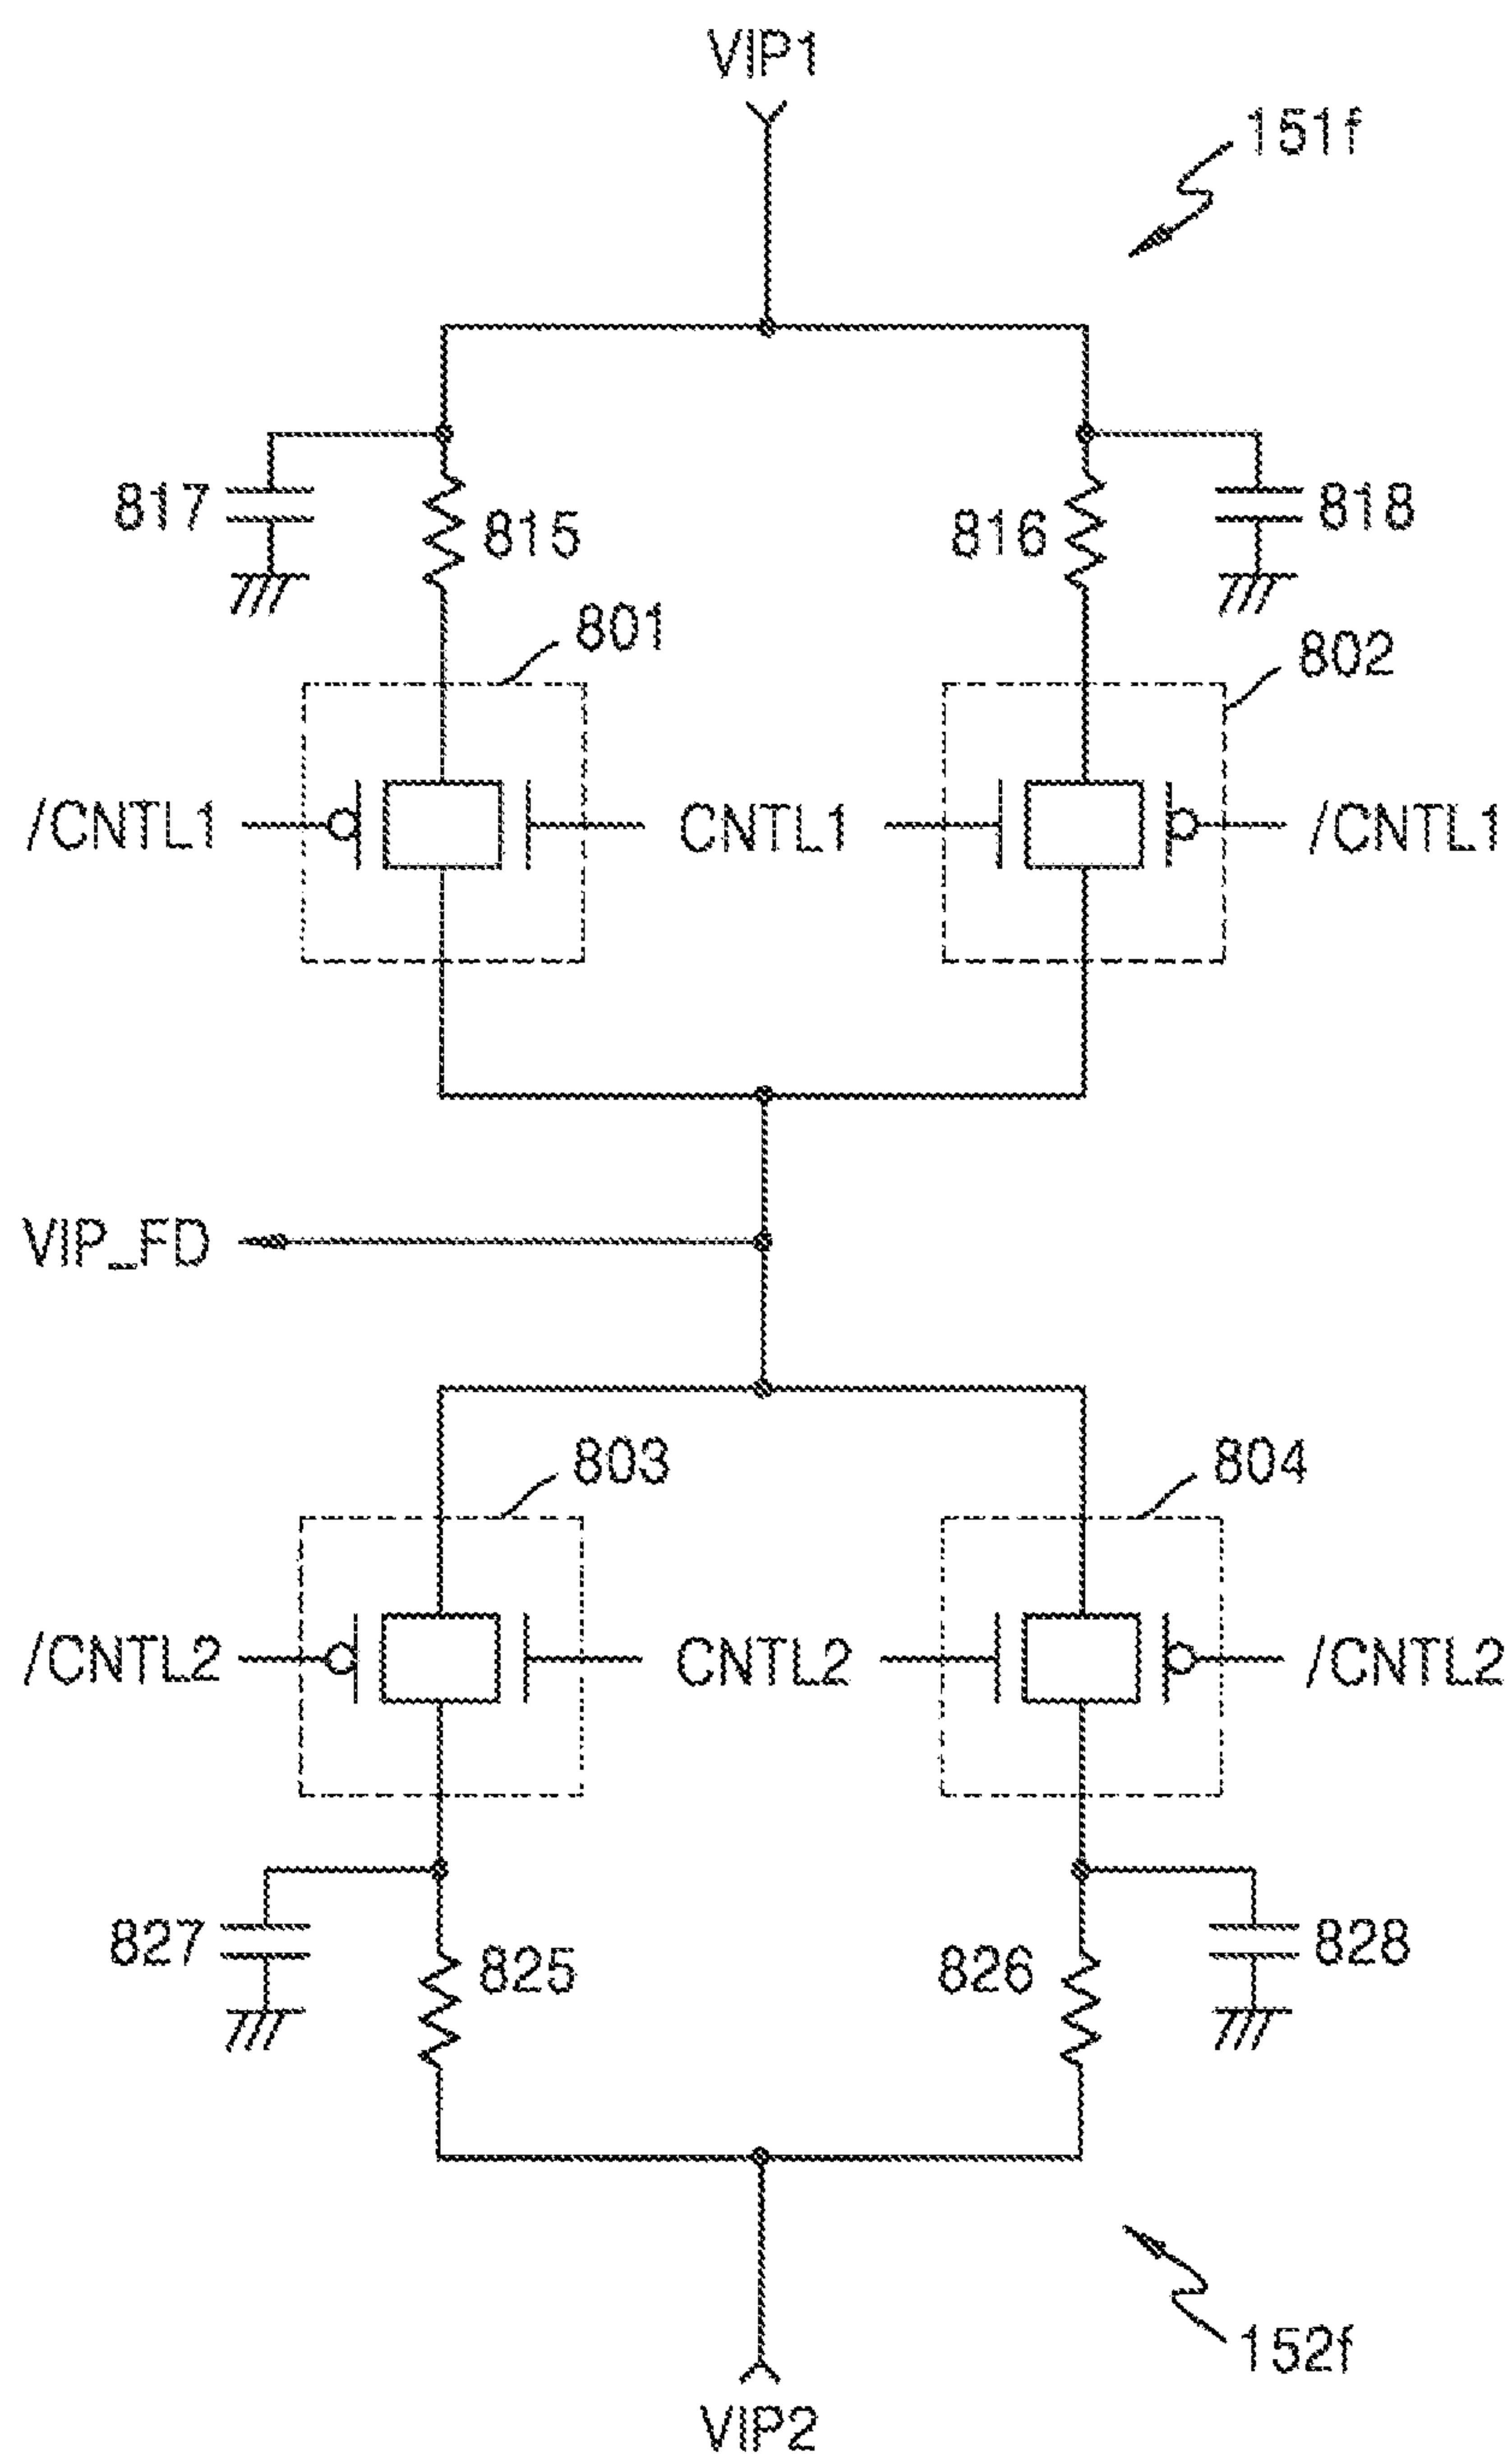 VIP1
151f
817
815
816
818
801
802
/CNTL1
CNTL1
/CNTL1
VIP_FD
803
804
/CNTL2
CNTL2
/CNTL2
827
825
826
828
152f
VIP2